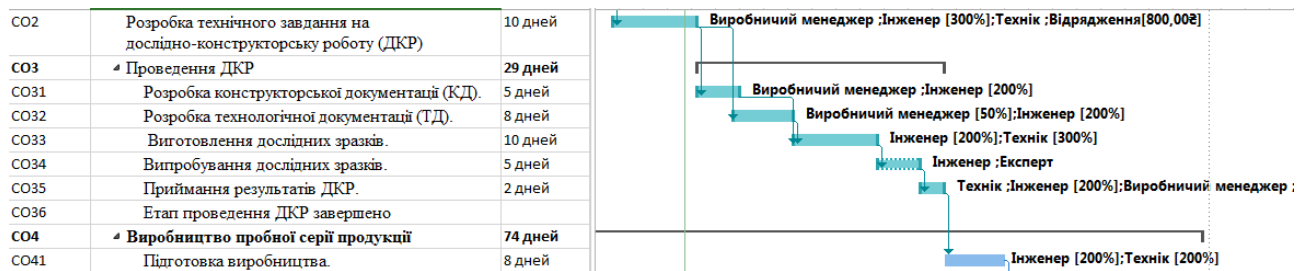 СО2 Розробка технічного завдання на 10 дней Виробничий менеджер ;Інженер [300%];Технік ;Відрядження[800,00₴]
дослідно-конструкторську роботу (ДКР)
СО3 Проведення ДКР 29 дней
СО31 Розробка конструкторської документації (КД). 5 дней Виробничий менеджер ;Інженер [200%]
СО32 Розробка технологічної документації (ТД). 8 дней Виробничий менеджер [50%];Інженер [200%]
СО33 Виготовлення дослідних зразків. 10 дней Інженер [200%];Технік [300%]
СО34 Випробування дослідних зразків. 5 дней Інженер ;Експерт
СО35 Приймання результатів ДКР. 2 дней Технік ;Інженер [200%];Виробничий менеджер ;
СО36 Етап проведення ДКР завершено
СО4 Виробництво пробної серії продукції 74 дней
СО41 Підготовка виробництва. 8 дней Інженер [200%];Технік [200%]